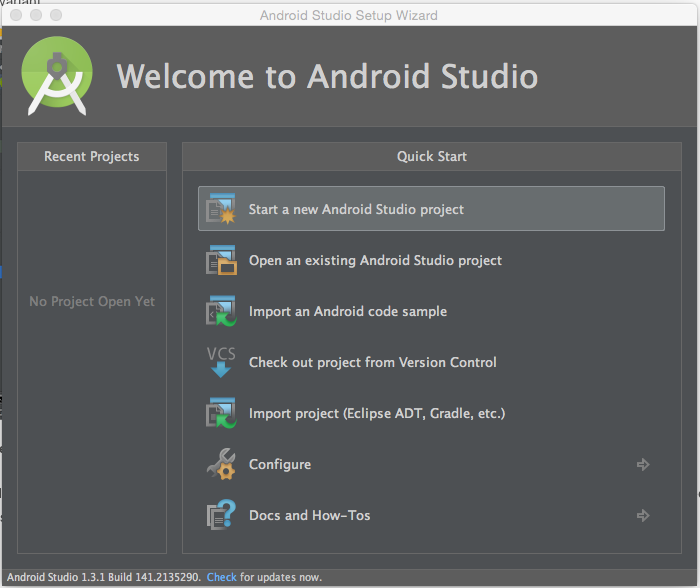 Android Studio Setup Wizard
Welcome to Android Studio
Recent Projects
No Project Open Yet
Quick Start
Start a new Android Studio project
Open an existing Android Studio project
Import an Android code sample
VCS
Check out project from Version Control
Import project (Eclipse ADT, Gradle, etc.)
Configure
Docs and How-Tos
Android Studio 1.3.1 Build 141.2135290. Check for updates now.